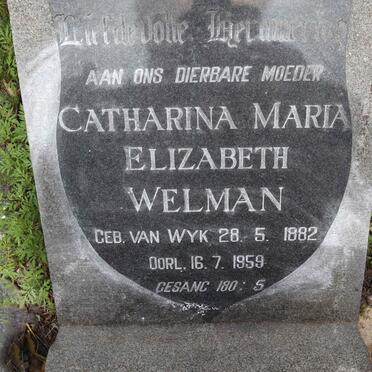 Liefdevolle Herinnering
AAN ONS DIERBARE MOEDER
CATHARINA MARIA
ELIZABETH
WELMAN
GEB. VAN WYK 28. 5. 1882
OORL. 16. 7. 1959
GESANG 180: 5